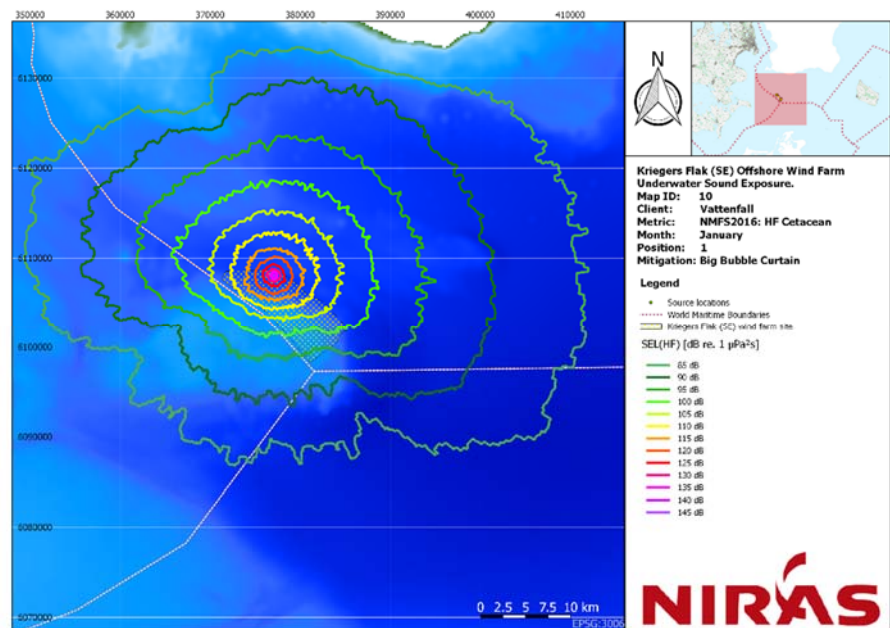 350000 360000 370000 380000 390000 400000 410000
6130000
6120000
6110000
6100000
6090000
6080000
6070000
0 2.5 5 7.5 10 km
EPSG:3006
N
Kriegers Flak (SE) Offshore Wind Farm
Underwater Sound Exposure.
Map ID: 10
Client: Vattenfall
Metric: NMFS2016: HF Cetacean
Month: January
Position: 1
Mitigation: Big Bubble Curtain
Legend
Source locations
World Maritime Boundaries
Kriegers Flak (SE) wind farm site
SEL(HF) [dB re. 1 µPa²s]
85 dB
90 dB
95 dB
100 dB
105 dB
110 dB
115 dB
120 dB
125 dB
130 dB
135 dB
140 dB
145 dB
NIRAS